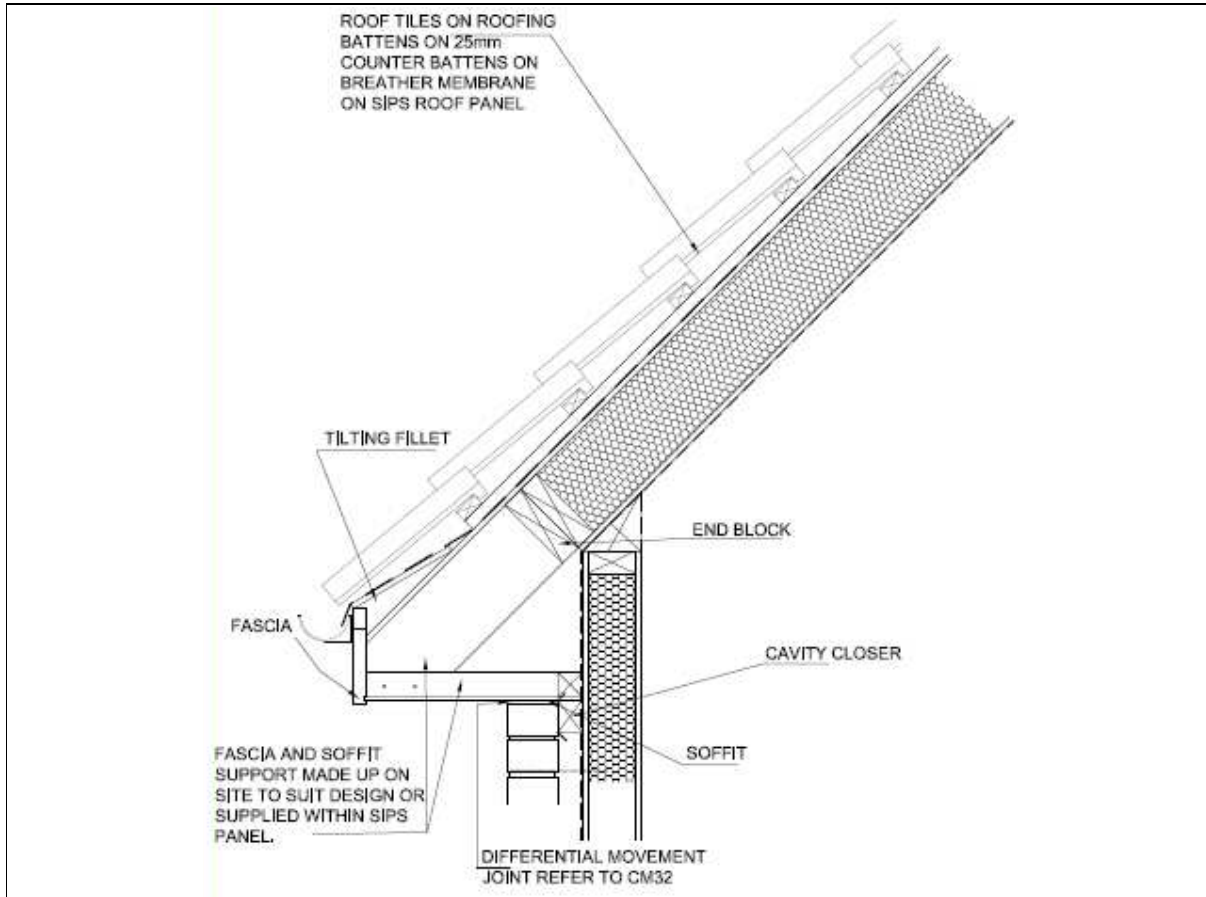 ROOF TILES ON ROOFING
BATTENS ON 25mm
COUNTER BATTENS ON
BREATHER MEMBRANE
ON SIPS ROOF PANEL
TILTING FILLET
END BLOCK
FASCIA
CAVITY CLOSER
SOFFIT
FASCIA AND SOFFIT
SUPPORT MADE UP ON
SITE TO SUIT DESIGN OR
SUPPLIED WITHIN SIPS
PANEL.
DIFFERENTIAL MOVEMENT
JOINT REFER TO CM32